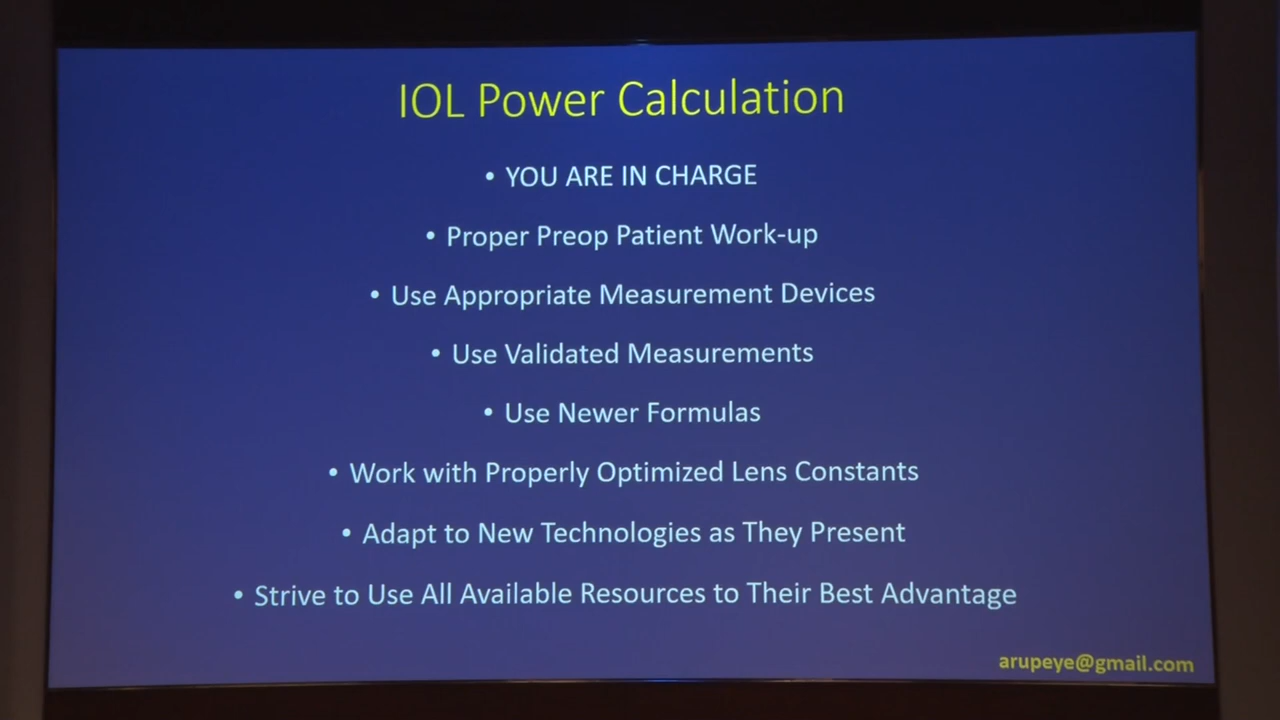 IOL Power Calculation
• YOU ARE IN CHARGE
• Proper Preop Patient Work-up
• Use Appropriate Measurement Devices
• Use Validated Measurements
• Use Newer Formulas
• Work with Properly Optimized Lens Constants
• Adapt to New Technologies as They Present
• Strive to Use All Available Resources to Their Best Advantage
arupeye@gmail.com